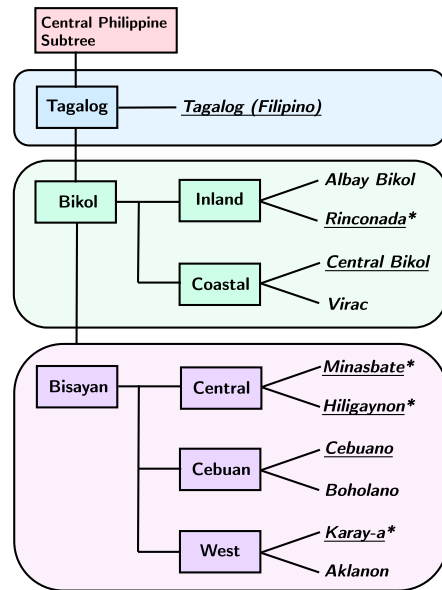 Central Philippine
Subtree
Tagalog
Tagalog (Filipino)
Bikol
Inland
Albay Bikol
Rinconada*
Coastal
Central Bikol
Virac
Bisayan
Central
Minasbate*
Hiligaynon*
Cebuan
Cebuano
Boholano
West
Karay-a*
Aklanon